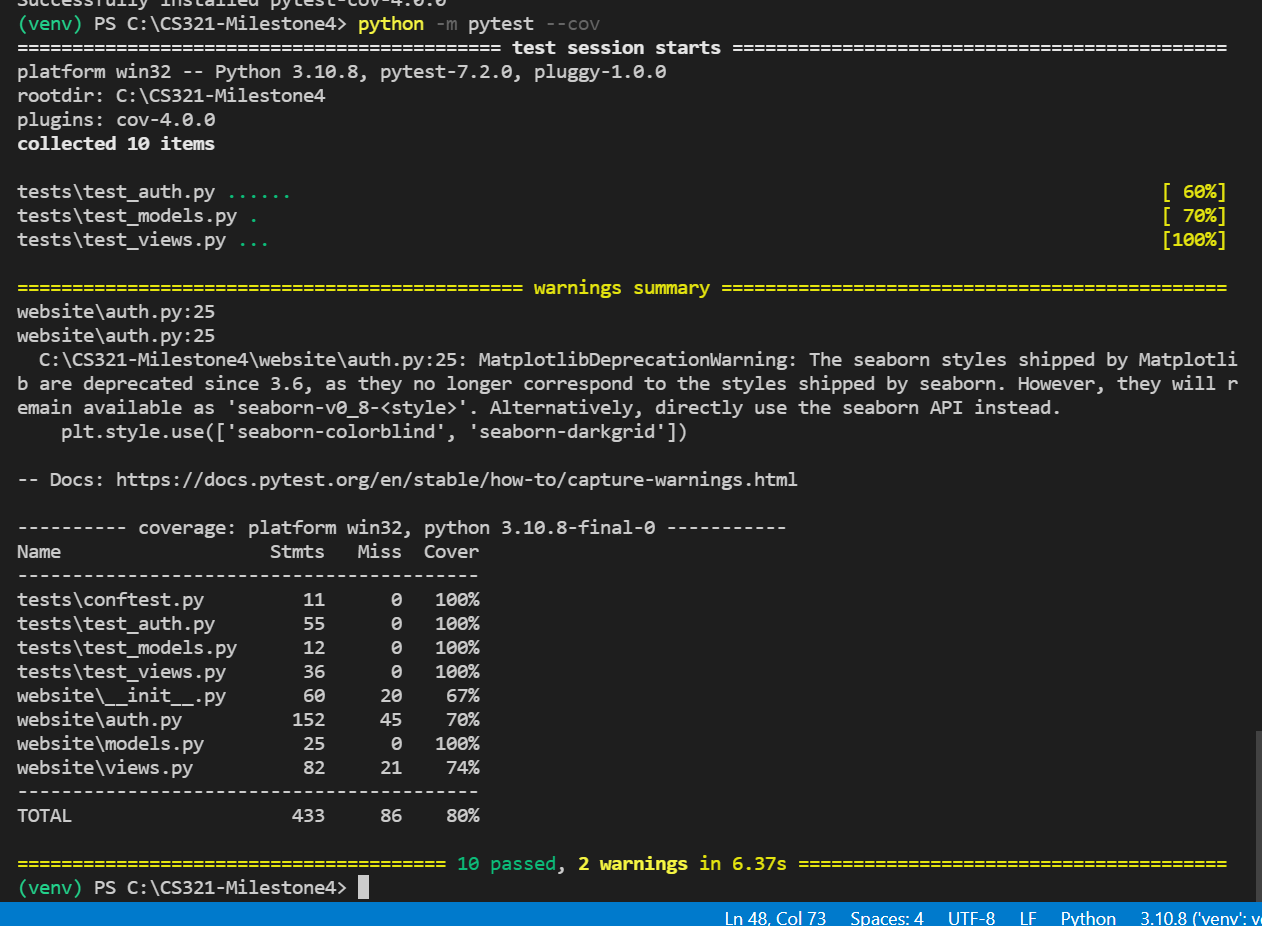 Successfully installed pytest-cov-4.0.0
(venv) PS C:\CS321-Milestone4> python -m pytest --cov
============================================ test session starts =============================================
platform win32 -- Python 3.10.8, pytest-7.2.0, pluggy-1.0.0
rootdir: C:\CS321-Milestone4
plugins: cov-4.0.0
collected 10 items
tests\test_auth.py ......                                                                [ 60%]
tests\test_models.py .                                                                   [ 70%]
tests\test_views.py ...                                                                  [100%]
============================================== warnings summary ==============================================
website\auth.py:25
website\auth.py:25
  C:\CS321-Milestone4\website\auth.py:25: MatplotlibDeprecationWarning: The seaborn styles shipped by Matplotli
b are deprecated since 3.6, as they no longer correspond to the styles shipped by seaborn. However, they will r
emain available as 'seaborn-v0_8-<style>'. Alternatively, directly use the seaborn API instead.
    plt.style.use(['seaborn-colorblind', 'seaborn-darkgrid'])
-- Docs: https://docs.pytest.org/en/stable/how-to/capture-warnings.html
---------- coverage: platform win32, python 3.10.8-final-0 -----------
Name                   Stmts   Miss  Cover
------------------------------------------
tests\conftest.py         11      0   100%
tests\test_auth.py        55      0   100%
tests\test_models.py      12      0   100%
tests\test_views.py       36      0   100%
website\__init__.py       60     20    67%
website\auth.py          152     45    70%
website\models.py         25      0   100%
website\views.py          82     21    74%
------------------------------------------
TOTAL                    433     86    80%
======================================= 10 passed, 2 warnings in 6.37s =======================================
(venv) PS C:\CS321-Milestone4>
Ln 48, Col 73   Spaces: 4   UTF-8   LF   Python   3.10.8 ('venv': v